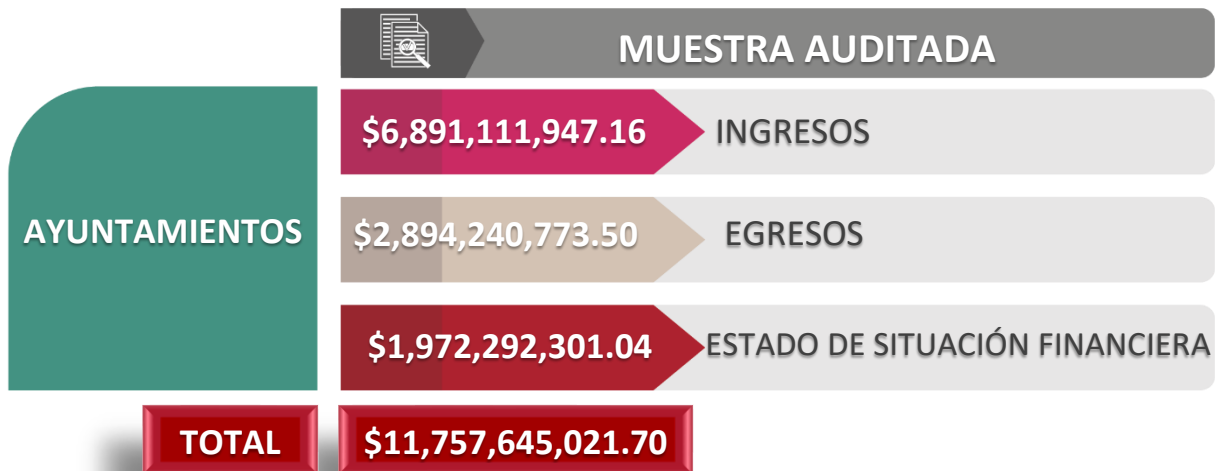 MUESTRA AUDITADA
AYUNTAMIENTOS
$6,891,111,947.16 INGRESOS
$2,894,240,773.50 EGRESOS
$1,972,292,301.04 ESTADO DE SITUACIÓN FINANCIERA
TOTAL $11,757,645,021.70